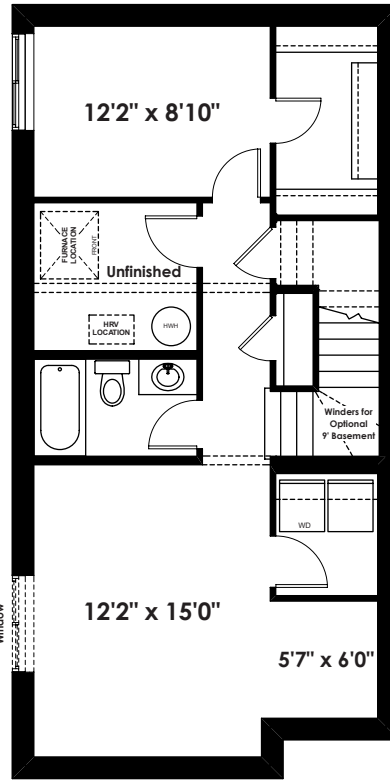 12'2" x 8'10"
FURNACE
LOCATION
FRONT
Unfinished
HRV
LOCATION
HWH
Winders for
Optional
9' Basement
WD
12'2" x 15'0"
5'7" x 6'0"
Window